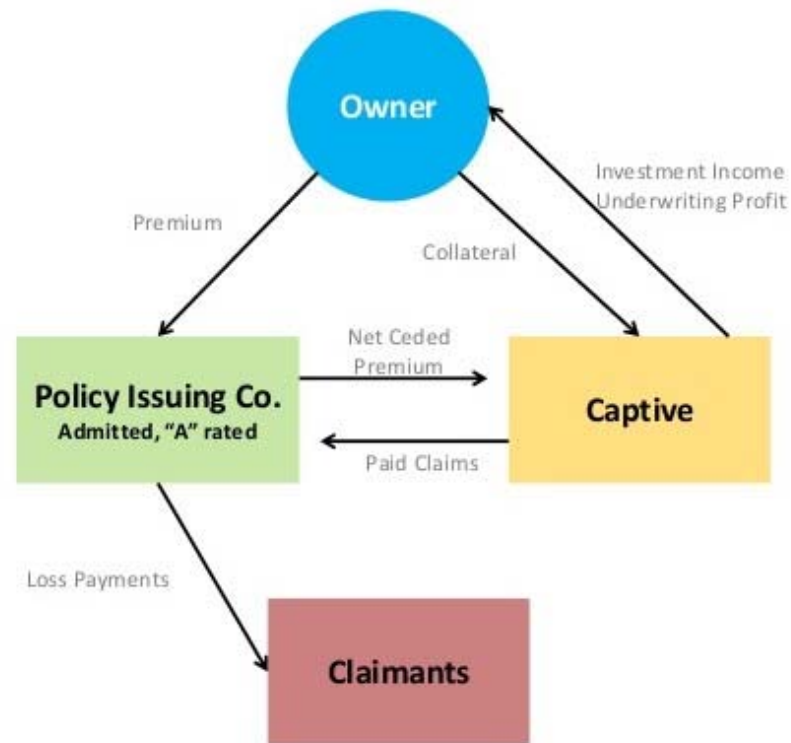 Owner
Investment Income
Underwriting Profit
Premium
Collateral
Net Ceded
Premium
Policy Issuing Co.
Admitted, "A" rated
Captive
Paid Claims
Loss Payments
Claimants